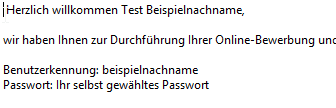 Herzlich willkommen Test Beispielnachname,
wir haben Ihnen zur Durchführung Ihrer Online-Bewerbung und
Benutzerkennung: beispielnachname
Passwort: Ihr selbst gewähltes Passwort